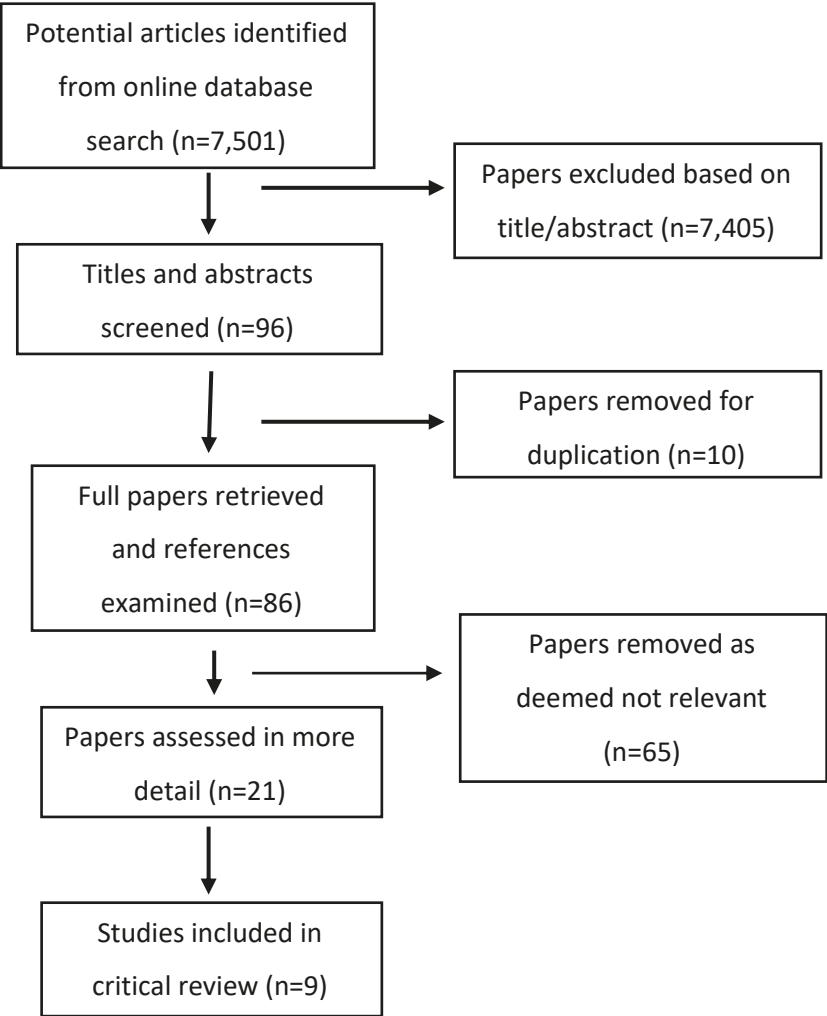 Potential articles identified
from online database
search (n=7,501)
Papers excluded based on
title/abstract (n=7,405)
Titles and abstracts
screened (n=96)
Papers removed for
duplication (n=10)
Full papers retrieved
and references
examined (n=86)
Papers removed as
deemed not relevant
(n=65)
Papers assessed in more
detail (n=21)
Studies included in
critical review (n=9)